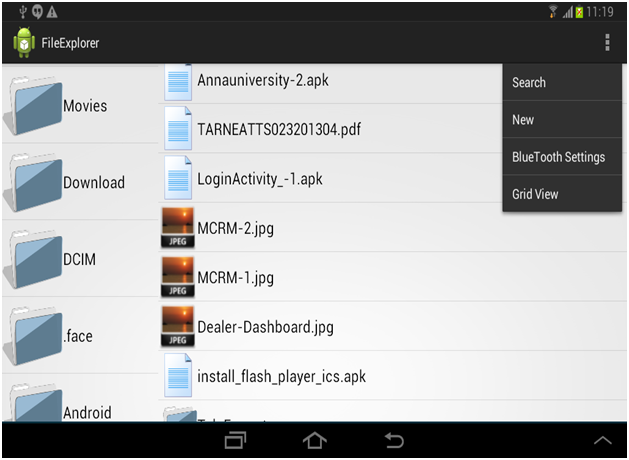 11:19
FileExplorer
Movies
Download
DCIM
.face
Android
Annauniversity-2.apk
TARNEATTS023201304.pdf
LoginActivity_-1.apk
JPEG
MCRM-2.jpg
JPEG
MCRM-1.jpg
JPEG
Dealer-Dashboard.jpg
install_flash_player_ics.apk
Search
New
BlueTooth Settings
Grid View